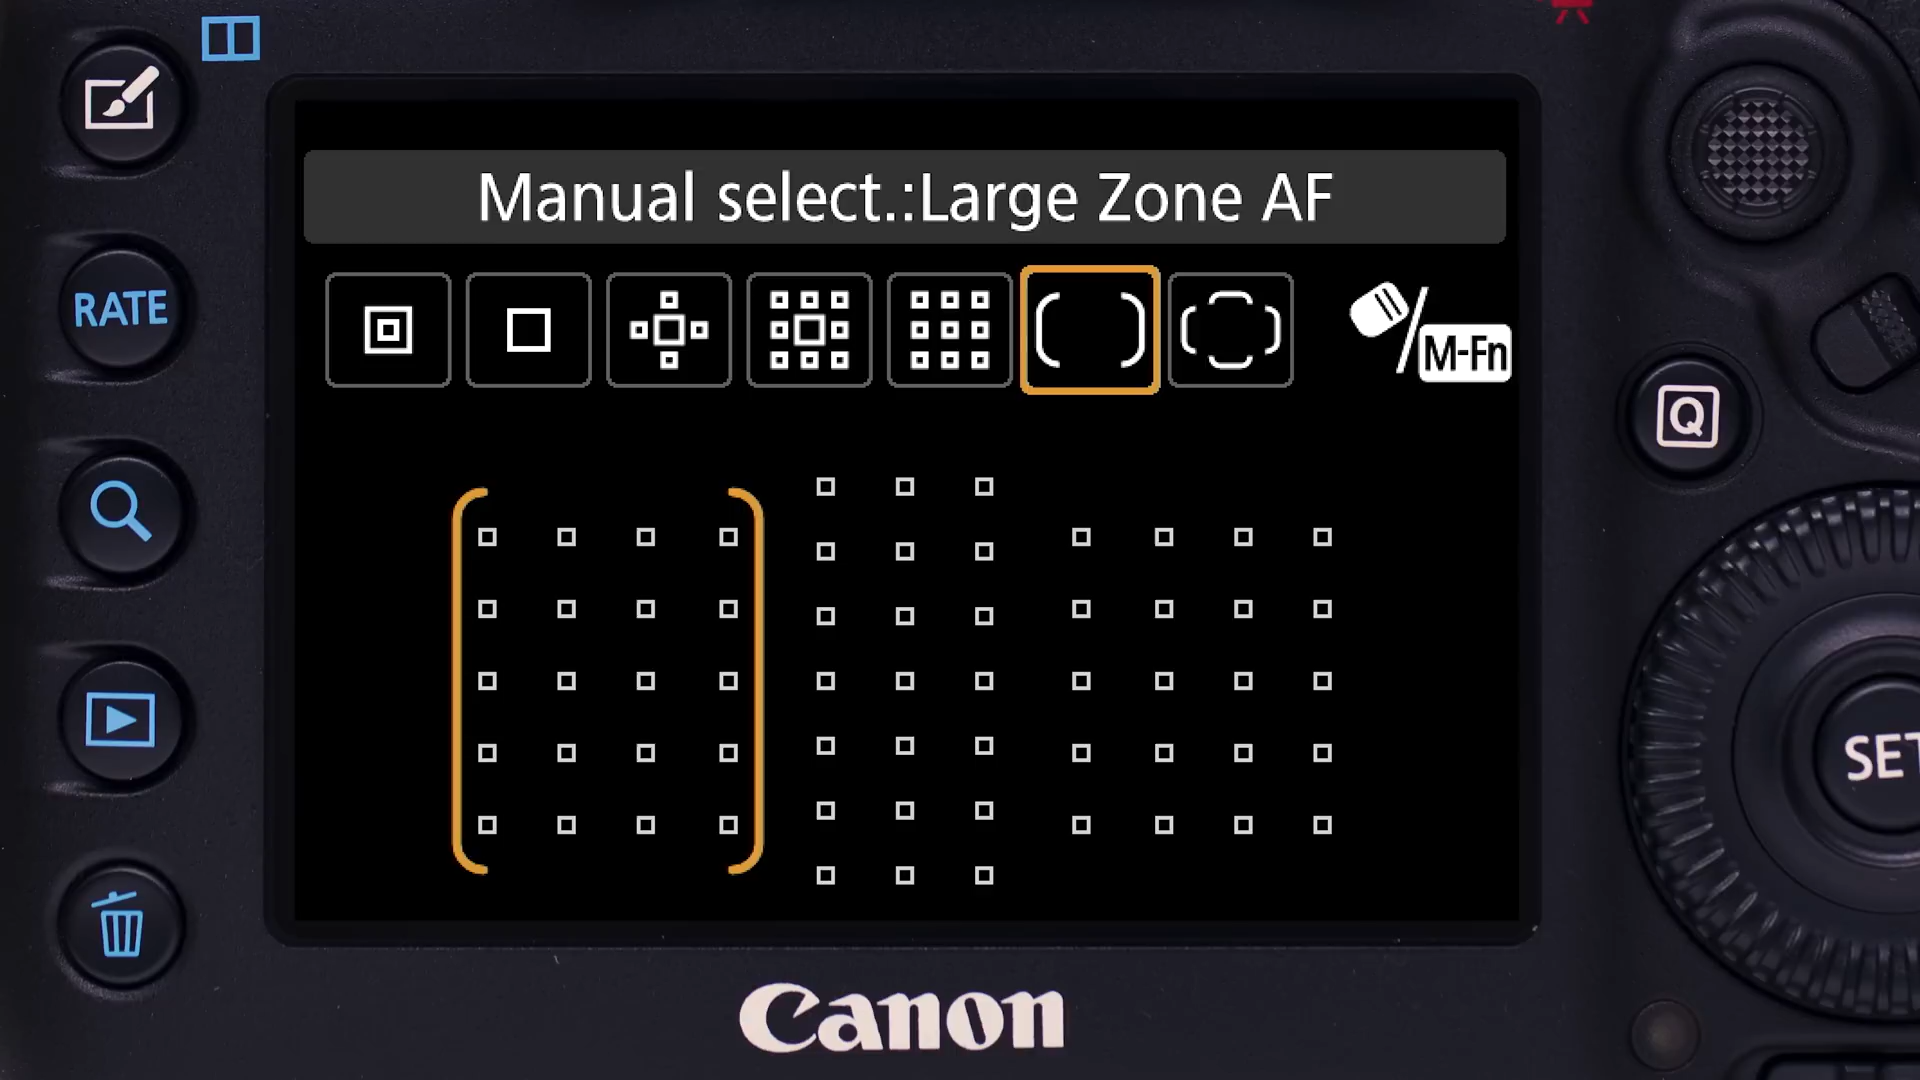 Manual select.:Large Zone AF
M-Fn
RATE
Q
SET
Canon